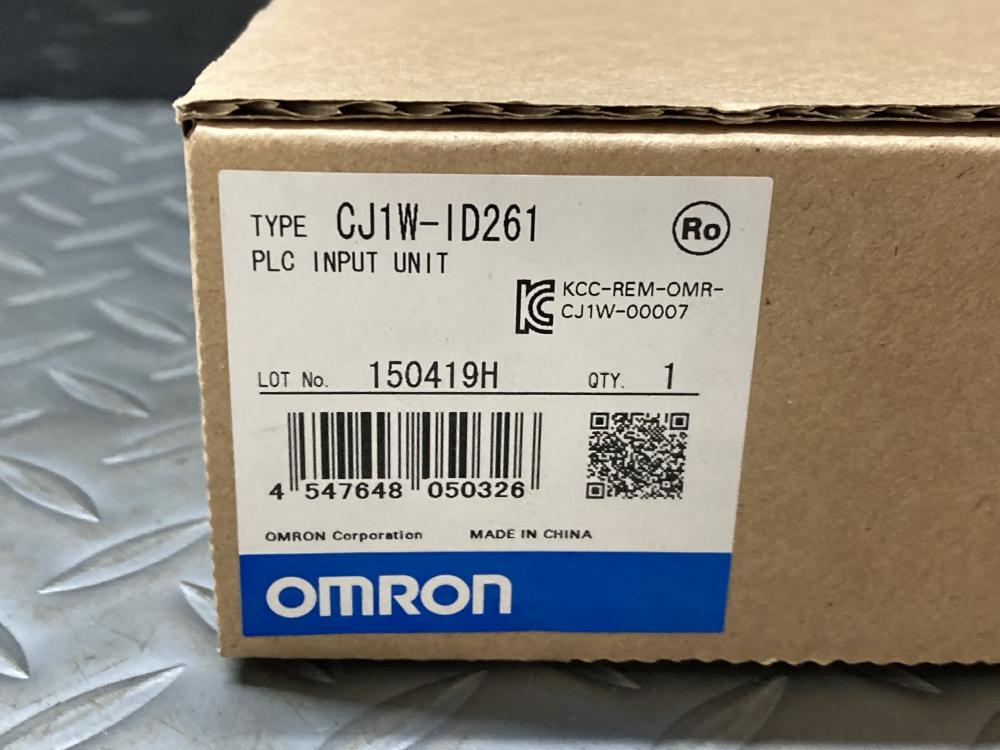 TYPE CJ1W-ID261
Ro
PLC INPUT UNIT
KCC-REM-OMR-
CJ1W-00007
LOT No. 150419H QTY. 1
4 547648 050326
OMRON Corporation MADE IN CHINA
OMRON